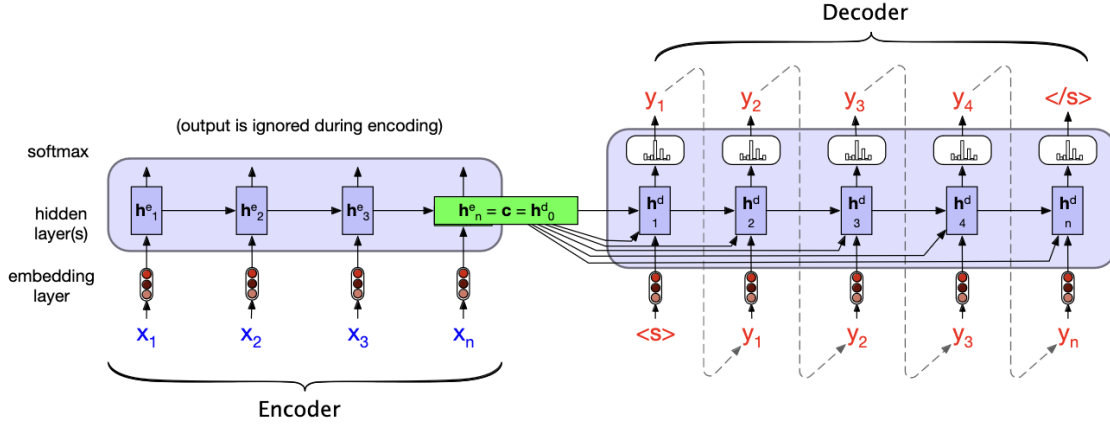 Decoder
y₁ y₂ y₃ y₄ </s>
(output is ignored during encoding)
softmax
hidden
layer(s)
hᵉ₁ hᵉ₂ hᵉ₃ hᵉₙ = c = hᵈ₀ hᵈ₁ hᵈ₂ hᵈ₃ hᵈ₄ hᵈₙ
embedding
layer
x₁ x₂ x₃ xₙ <s> y₁ y₂ y₃ yₙ
Encoder